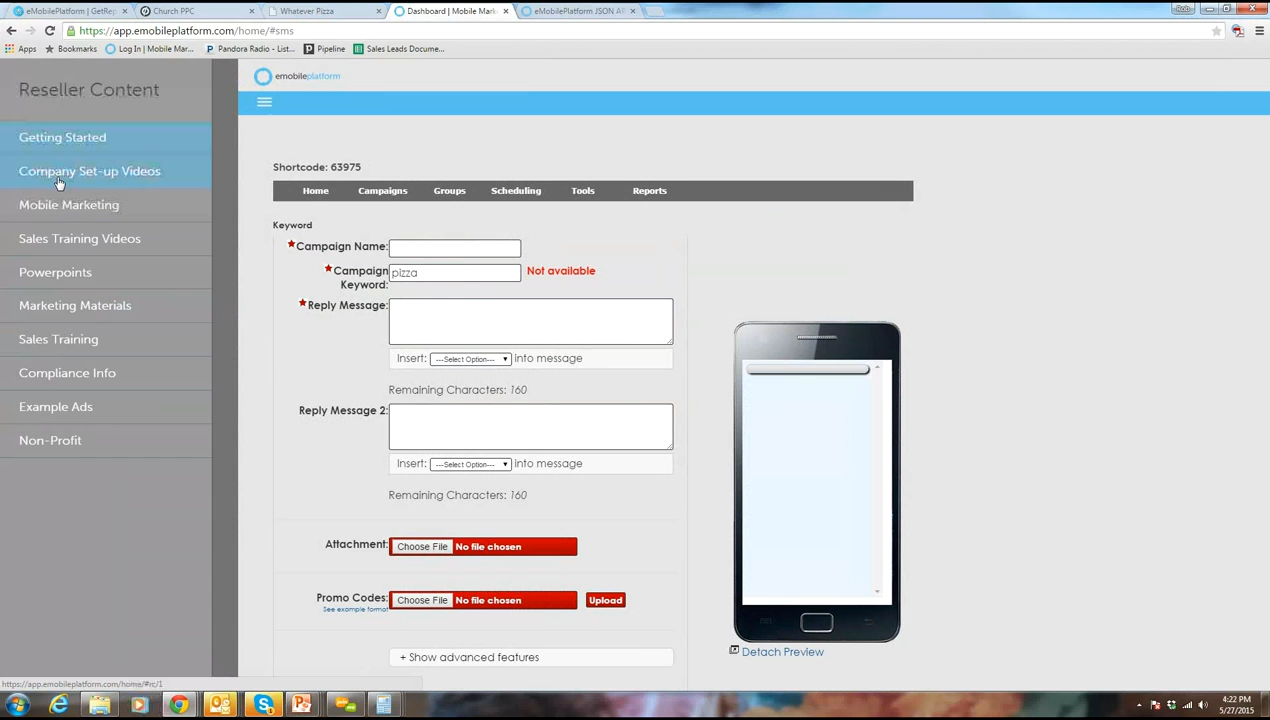 eMobilePlatform | GetRe
Church PPC
Whatever Pizza
Dashboard | Mobile Mark
eMobilePlatform JSON AP
Rob
https://app.emobileplatform.com/home/#sms
Apps
Bookmarks
Log In | Mobile Mar...
Pandora Radio - List...
Pipeline
Sales Leads Docume...
Reseller Content
Getting Started
Company Set-up Videos
Mobile Marketing
Sales Training Videos
Powerpoints
Marketing Materials
Sales Training
Compliance Info
Example Ads
Non-Profit
emobileplatform
Shortcode: 63975
Home Campaigns Groups Scheduling Tools Reports
Keyword
Campaign Name:
Campaign Keyword: pizza Not available
Reply Message:
Insert: ---Select Option--- into message
Remaining Characters: 160
Reply Message 2:
Insert: ---Select Option--- into message
Remaining Characters: 160
Attachment: Choose File No file chosen
Promo Codes: Choose File No file chosen Upload
See example format
+ Show advanced features
Detach Preview
https://app.emobileplatform.com/home/#rc/1
4:22 PM
5/27/2015